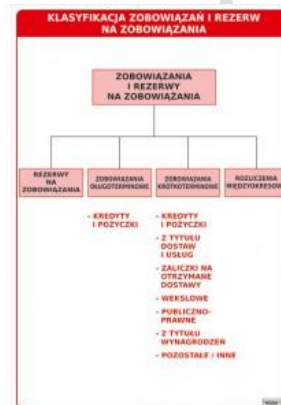 KLASYFIKACJA ZOBOWIĄZAŃ I REZERW
NA ZOBOWIĄZANIA
ZOBOWIĄZANIA
I REZERWY
NA ZOBOWIĄZANIA
REZERWY
NA
ZOBOWIĄZANIA
ZOBOWIĄZANIA
DŁUGOTERMINOWE
ZOBOWIĄZANIA
KRÓTKOTERMINOWE
ROZLICZENIA
MIĘDZYOKRESOWE
- KREDYTY
I POŻYCZKI
- KREDYTY
I POŻYCZKI
- Z TYTUŁU
DOSTAW
I USŁUG
- ZALICZKI NA
OTRZYMANE
DOSTAWY
- WEKSLOWE
- PUBLICZNO-
PRAWNE
- Z TYTUŁU
WYNAGRODZEŃ
- POZOSTAŁE / INNE